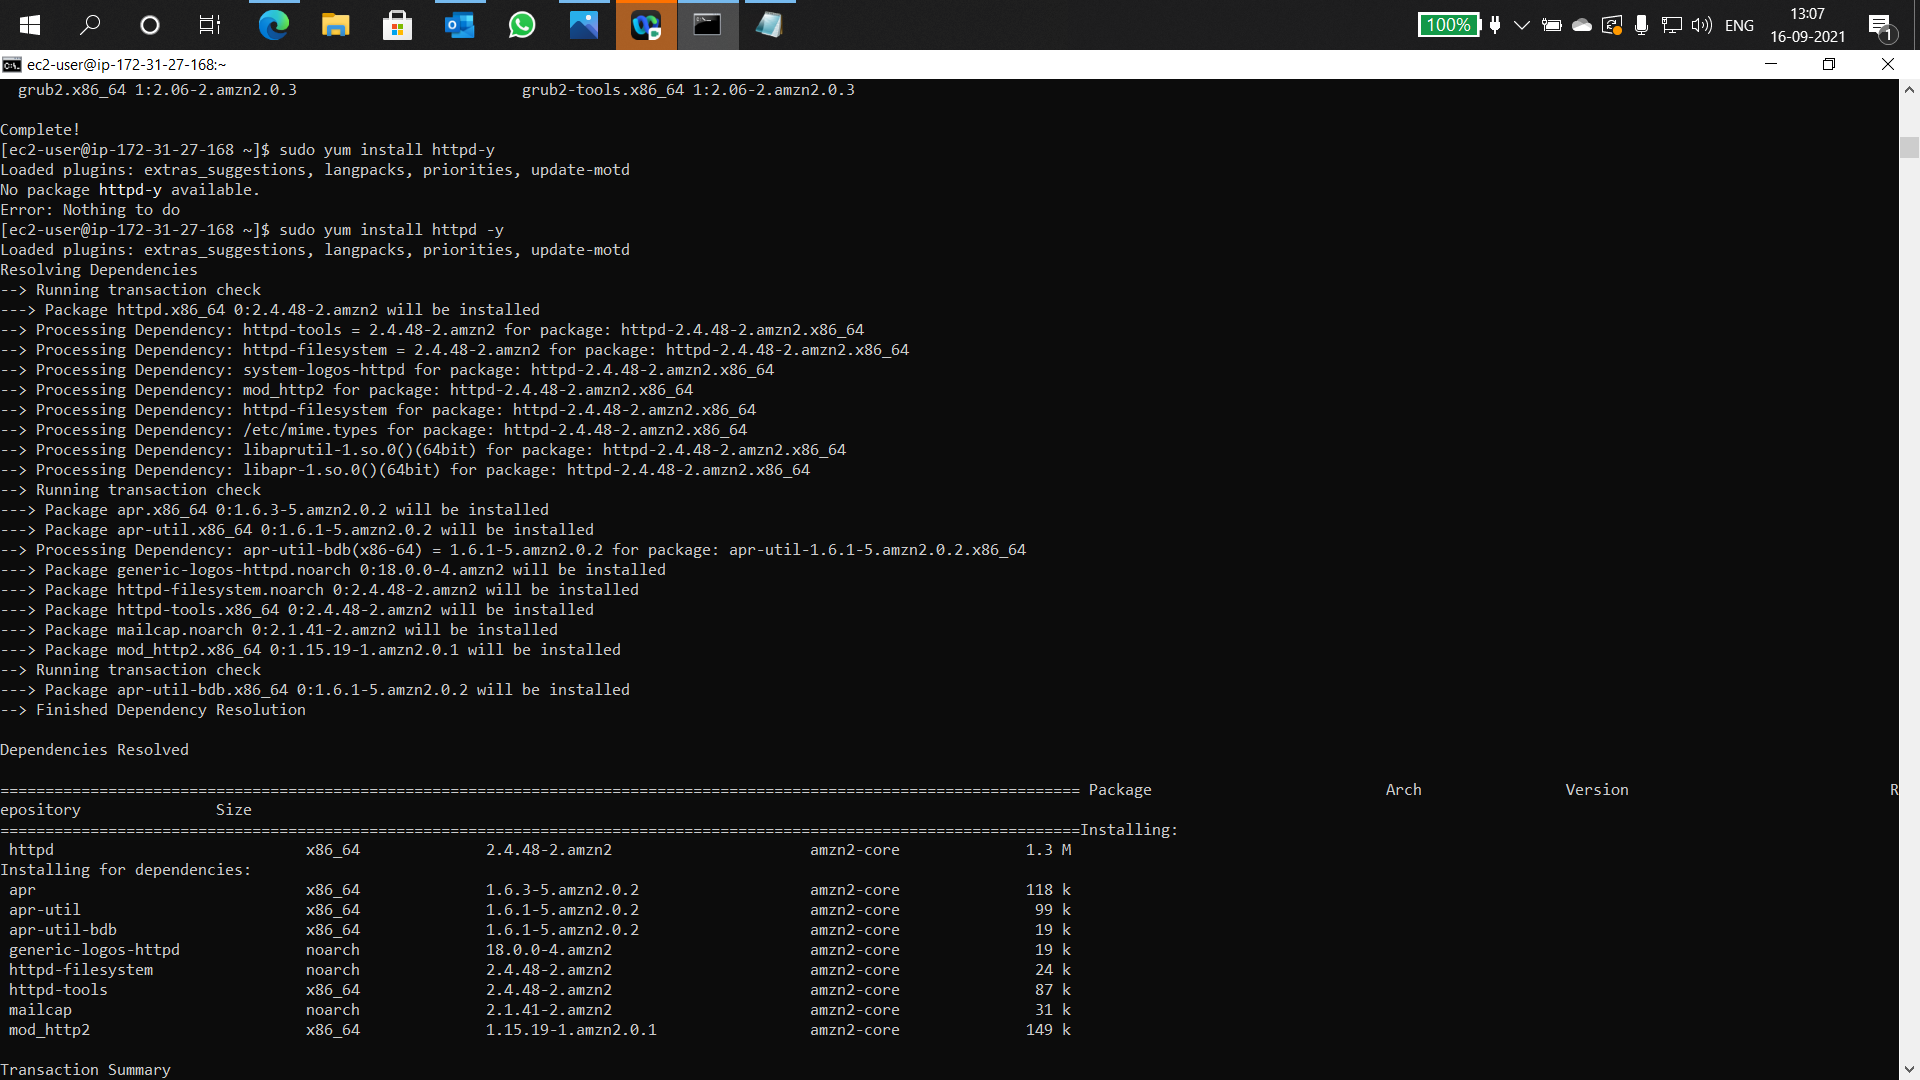 100%
ENG
13:07
16-09-2021
1
ec2-user@ip-172-31-27-168:~
grub2.x86_64 1:2.06-2.amzn2.0.3 grub2-tools.x86_64 1:2.06-2.amzn2.0.3
Complete!
[ec2-user@ip-172-31-27-168 ~]$ sudo yum install httpd-y
Loaded plugins: extras_suggestions, langpacks, priorities, update-motd
No package httpd-y available.
Error: Nothing to do
[ec2-user@ip-172-31-27-168 ~]$ sudo yum install httpd -y
Loaded plugins: extras_suggestions, langpacks, priorities, update-motd
Resolving Dependencies
--> Running transaction check
---> Package httpd.x86_64 0:2.4.48-2.amzn2 will be installed
--> Processing Dependency: httpd-tools = 2.4.48-2.amzn2 for package: httpd-2.4.48-2.amzn2.x86_64
--> Processing Dependency: httpd-filesystem = 2.4.48-2.amzn2 for package: httpd-2.4.48-2.amzn2.x86_64
--> Processing Dependency: system-logos-httpd for package: httpd-2.4.48-2.amzn2.x86_64
--> Processing Dependency: mod_http2 for package: httpd-2.4.48-2.amzn2.x86_64
--> Processing Dependency: httpd-filesystem for package: httpd-2.4.48-2.amzn2.x86_64
--> Processing Dependency: /etc/mime.types for package: httpd-2.4.48-2.amzn2.x86_64
--> Processing Dependency: libaprutil-1.so.0()(64bit) for package: httpd-2.4.48-2.amzn2.x86_64
--> Processing Dependency: libapr-1.so.0()(64bit) for package: httpd-2.4.48-2.amzn2.x86_64
--> Running transaction check
---> Package apr.x86_64 0:1.6.3-5.amzn2.0.2 will be installed
---> Package apr-util.x86_64 0:1.6.1-5.amzn2.0.2 will be installed
--> Processing Dependency: apr-util-bdb(x86-64) = 1.6.1-5.amzn2.0.2 for package: apr-util-1.6.1-5.amzn2.0.2.x86_64
---> Package generic-logos-httpd.noarch 0:18.0.0-4.amzn2 will be installed
---> Package httpd-filesystem.noarch 0:2.4.48-2.amzn2 will be installed
---> Package httpd-tools.x86_64 0:2.4.48-2.amzn2 will be installed
---> Package mailcap.noarch 0:2.1.41-2.amzn2 will be installed
---> Package mod_http2.x86_64 0:1.15.19-1.amzn2.0.1 will be installed
--> Running transaction check
---> Package apr-util-bdb.x86_64 0:1.6.1-5.amzn2.0.2 will be installed
--> Finished Dependency Resolution
Dependencies Resolved
======================================================================================================================== Package Arch Version R
epository Size
========================================================================================================================Installing:
httpd x86_64 2.4.48-2.amzn2 amzn2-core 1.3 M
Installing for dependencies:
apr x86_64 1.6.3-5.amzn2.0.2 amzn2-core 118 k
apr-util x86_64 1.6.1-5.amzn2.0.2 amzn2-core 99 k
apr-util-bdb x86_64 1.6.1-5.amzn2.0.2 amzn2-core 19 k
generic-logos-httpd noarch 18.0.0-4.amzn2 amzn2-core 19 k
httpd-filesystem noarch 2.4.48-2.amzn2 amzn2-core 24 k
httpd-tools x86_64 2.4.48-2.amzn2 amzn2-core 87 k
mailcap noarch 2.1.41-2.amzn2 amzn2-core 31 k
mod_http2 x86_64 1.15.19-1.amzn2.0.1 amzn2-core 149 k
Transaction Summary